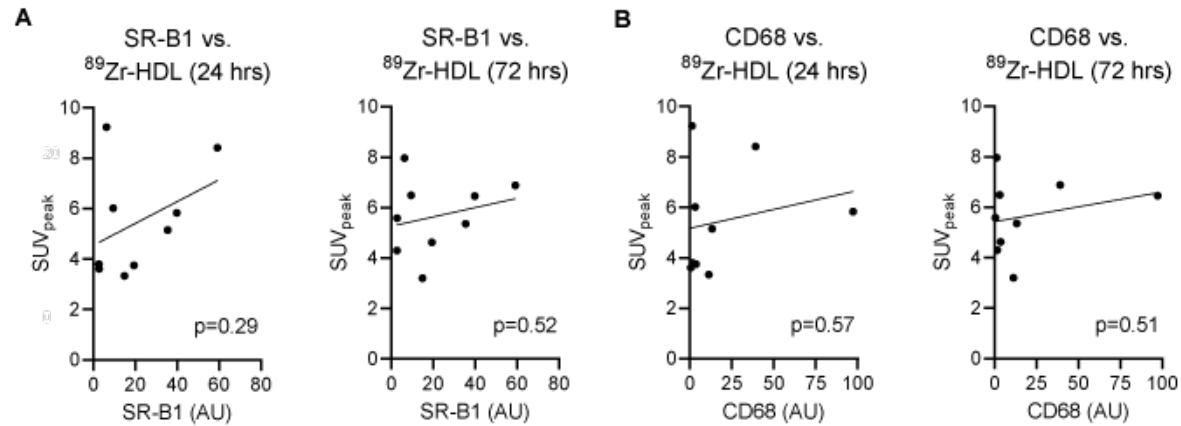 A
SR-B1 vs.
⁸⁹Zr-HDL (24 hrs)
10
8
6
4
2
0
SUVpeak
p=0.29
0 20 40 60 80
SR-B1 (AU)
SR-B1 vs.
⁸⁹Zr-HDL (72 hrs)
10
8
6
4
2
0
SUVpeak
p=0.52
0 20 40 60 80
SR-B1 (AU)
B
CD68 vs.
⁸⁹Zr-HDL (24 hrs)
10
8
6
4
2
0
SUVpeak
p=0.57
0 25 50 75 100
CD68 (AU)
CD68 vs.
⁸⁹Zr-HDL (72 hrs)
10
8
6
4
2
0
SUVpeak
p=0.51
0 25 50 75 100
CD68 (AU)